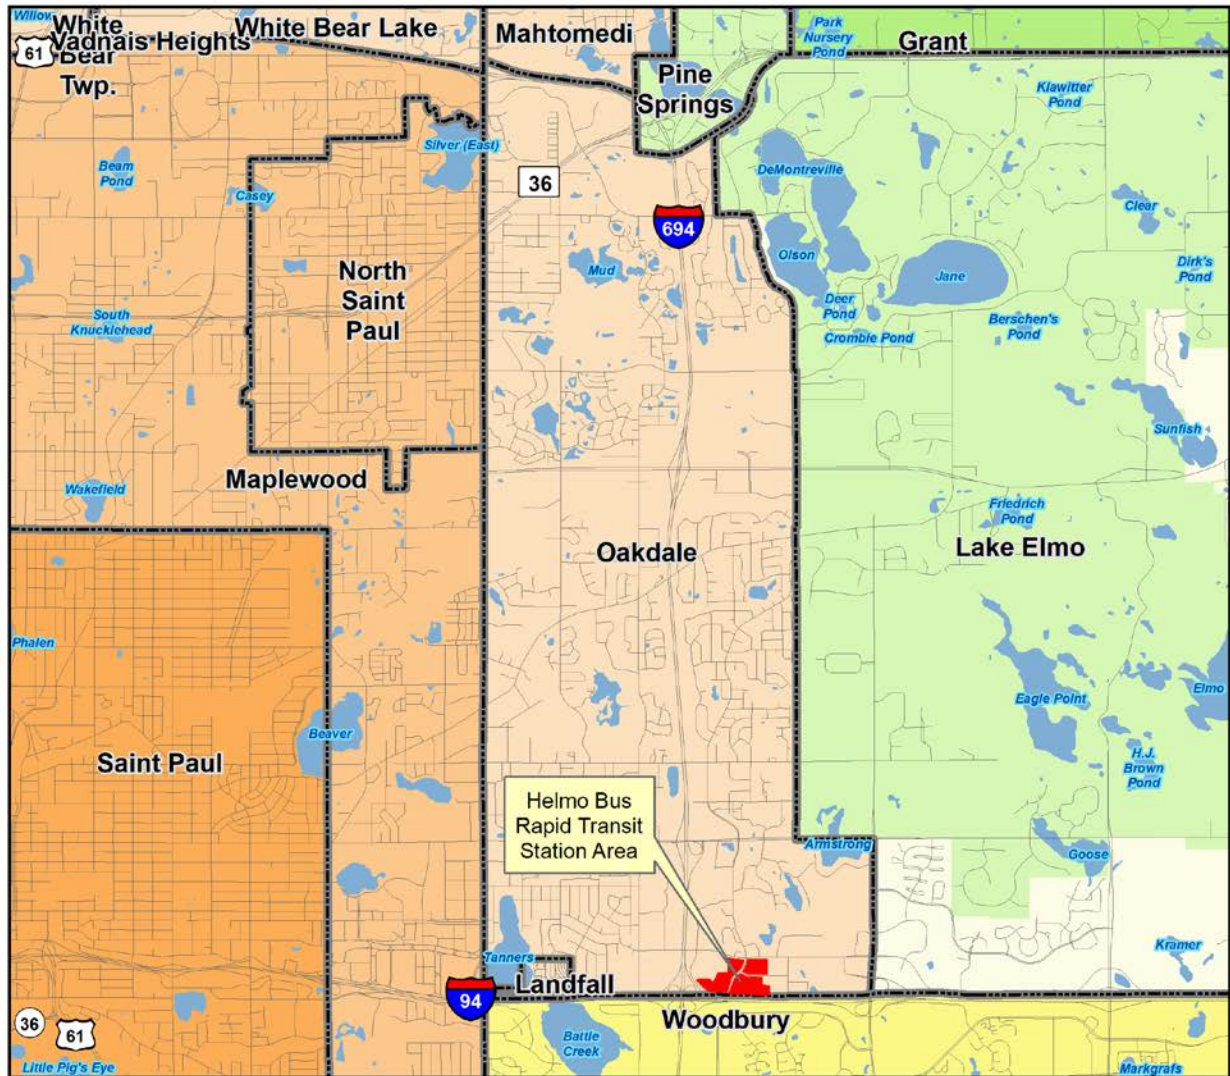 Willow
White
Bear
Twp.
Vadnais Heights
61
White Bear Lake
Mahtomedi
Park
Nursery
Pond
Grant
Pine
Springs
Klawitter
Pond
Silver (East)
Beam
Pond
Casey
36
DeMontreville
Clear
694
Olson
North
Saint
Paul
Mud
Jane
Dirk's
Pond
Deer
Pond
South
Knucklehead
Berschen's
Pond
Cromble Pond
Sunfish
Maplewood
Wakefield
Friedrich
Pond
Oakdale
Lake Elmo
Phalen
Elmo
Eagle Point
Beaver
Saint Paul
H.J.
Brown
Pond
Helmo Bus
Rapid Transit
Station Area
Armstrong
Goose
Tanners
Kramer
Landfall
94
Woodbury
36
61
Battle
Creek
Little Pig's Eye
Markgrafs